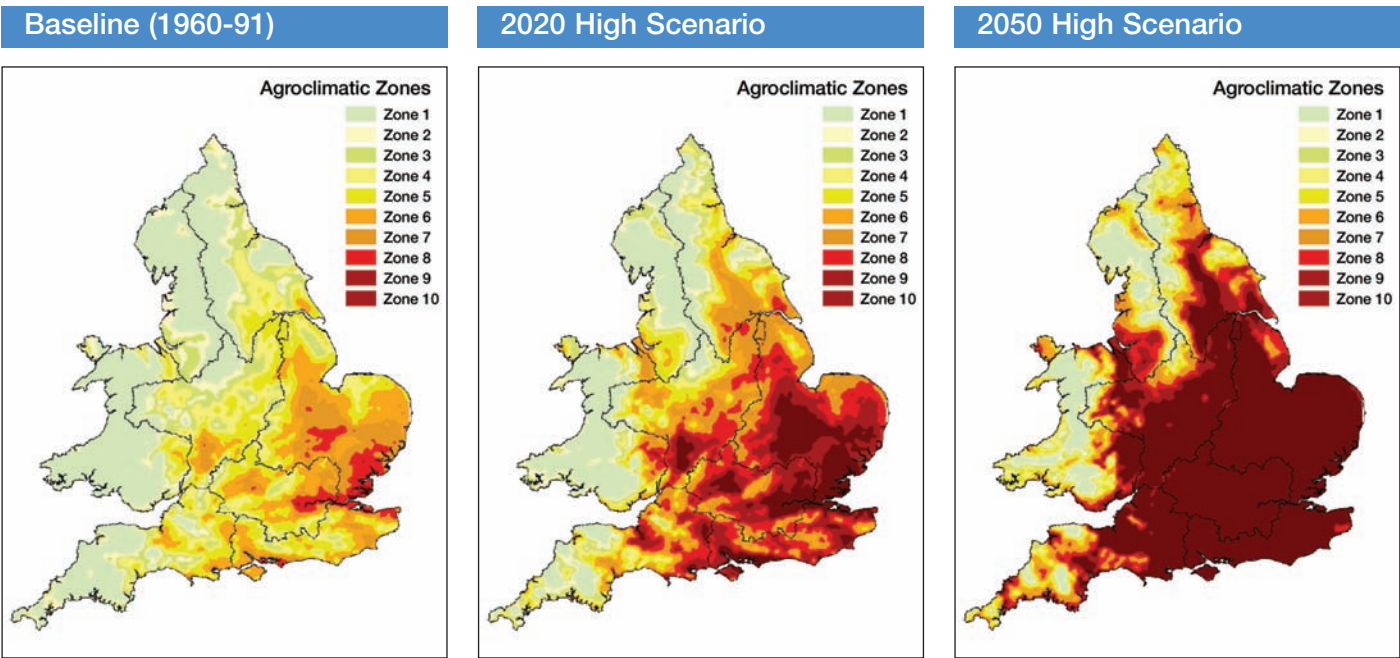 Baseline (1960-91)
Agroclimatic Zones
Zone 1
Zone 2
Zone 3
Zone 4
Zone 5
Zone 6
Zone 7
Zone 8
Zone 9
Zone 10
2020 High Scenario
Agroclimatic Zones
Zone 1
Zone 2
Zone 3
Zone 4
Zone 5
Zone 6
Zone 7
Zone 8
Zone 9
Zone 10
2050 High Scenario
Agroclimatic Zones
Zone 1
Zone 2
Zone 3
Zone 4
Zone 5
Zone 6
Zone 7
Zone 8
Zone 9
Zone 10